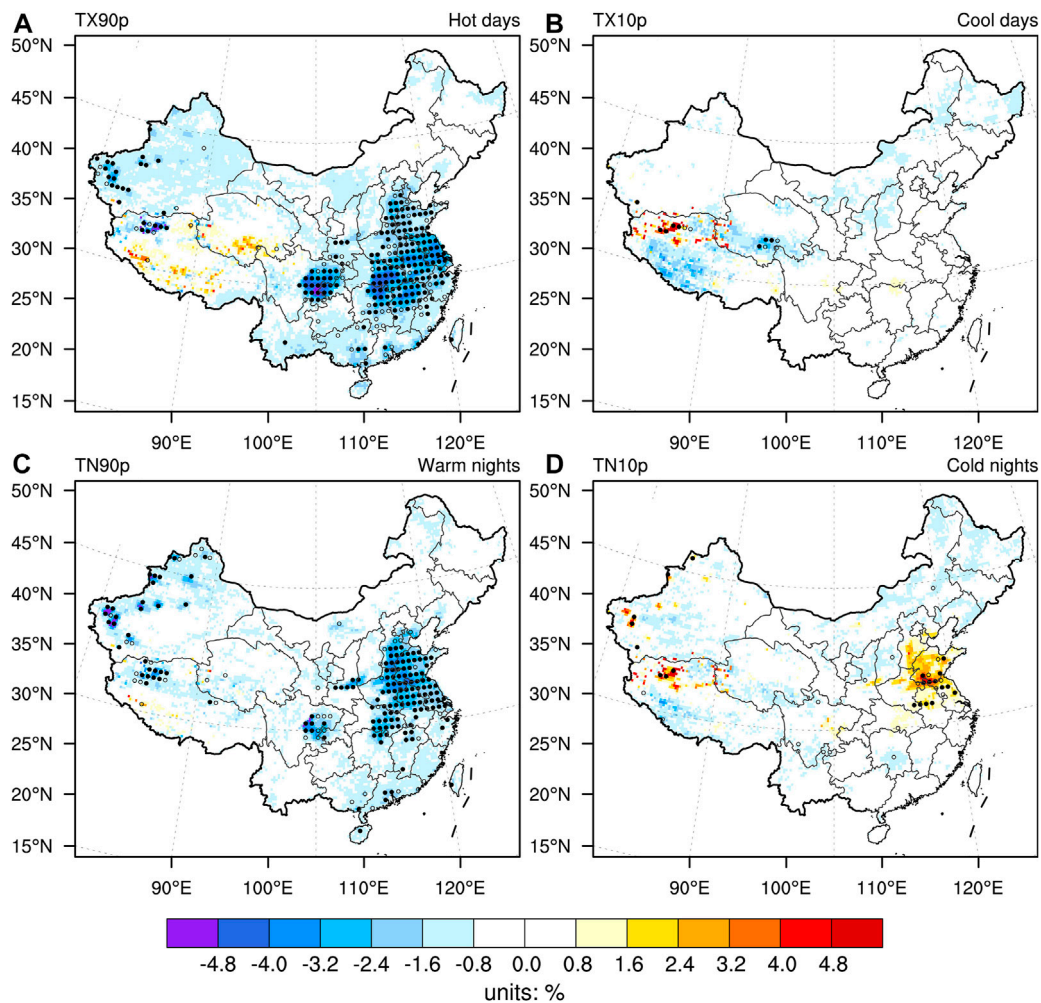 A TX90p Hot days
B TX10p Cool days
50°N
45°N
40°N
35°N
30°N
25°N
20°N
15°N
90°E 100°E 110°E 120°E
50°N
45°N
40°N
35°N
30°N
25°N
20°N
15°N
90°E 100°E 110°E 120°E
C TN90p Warm nights
D TN10p Cold nights
50°N
45°N
40°N
35°N
30°N
25°N
20°N
15°N
90°E 100°E 110°E 120°E
50°N
45°N
40°N
35°N
30°N
25°N
20°N
15°N
90°E 100°E 110°E 120°E
-4.8 -4.0 -3.2 -2.4 -1.6 -0.8 0.0 0.8 1.6 2.4 3.2 4.0 4.8
units: %